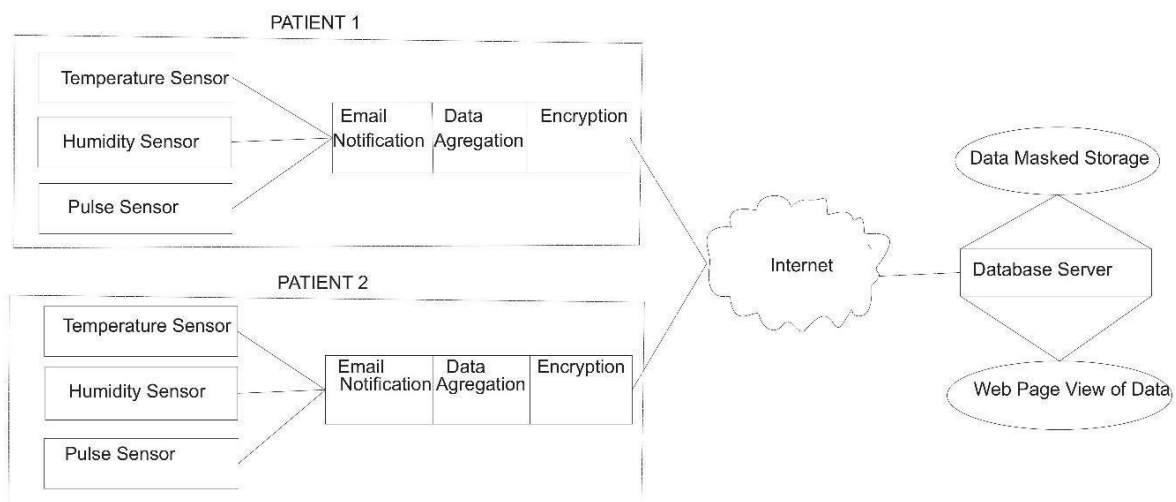 PATIENT 1
Temperature Sensor
Humidity Sensor
Pulse Sensor
Email
Notification
Data
Agregation
Encryption
PATIENT 2
Temperature Sensor
Humidity Sensor
Pulse Sensor
Email
Notification
Data
Agregation
Encryption
Internet
Data Masked Storage
Database Server
Web Page View of Data